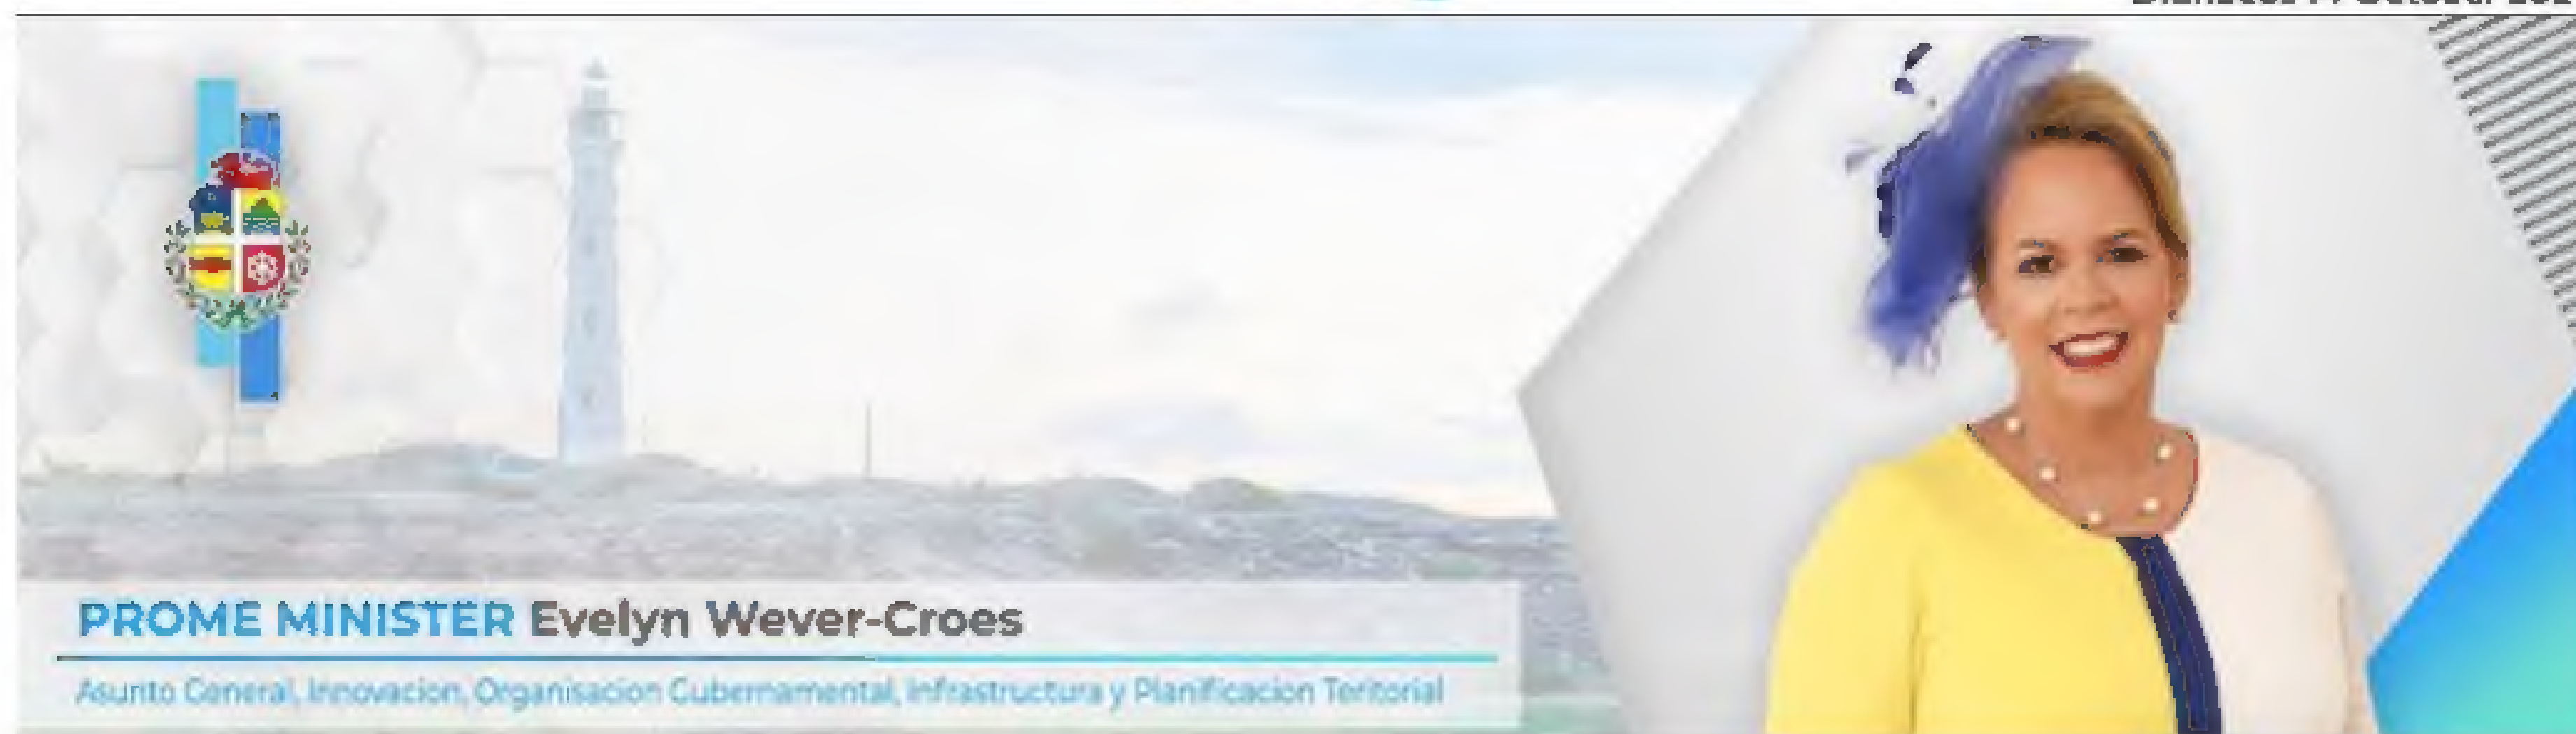 PROME MINISTER Evelyn Wever-Croes
Asunto General, Innovacion, Organisacion Gubernamental, Infrastructura y Planificacion Teritorial